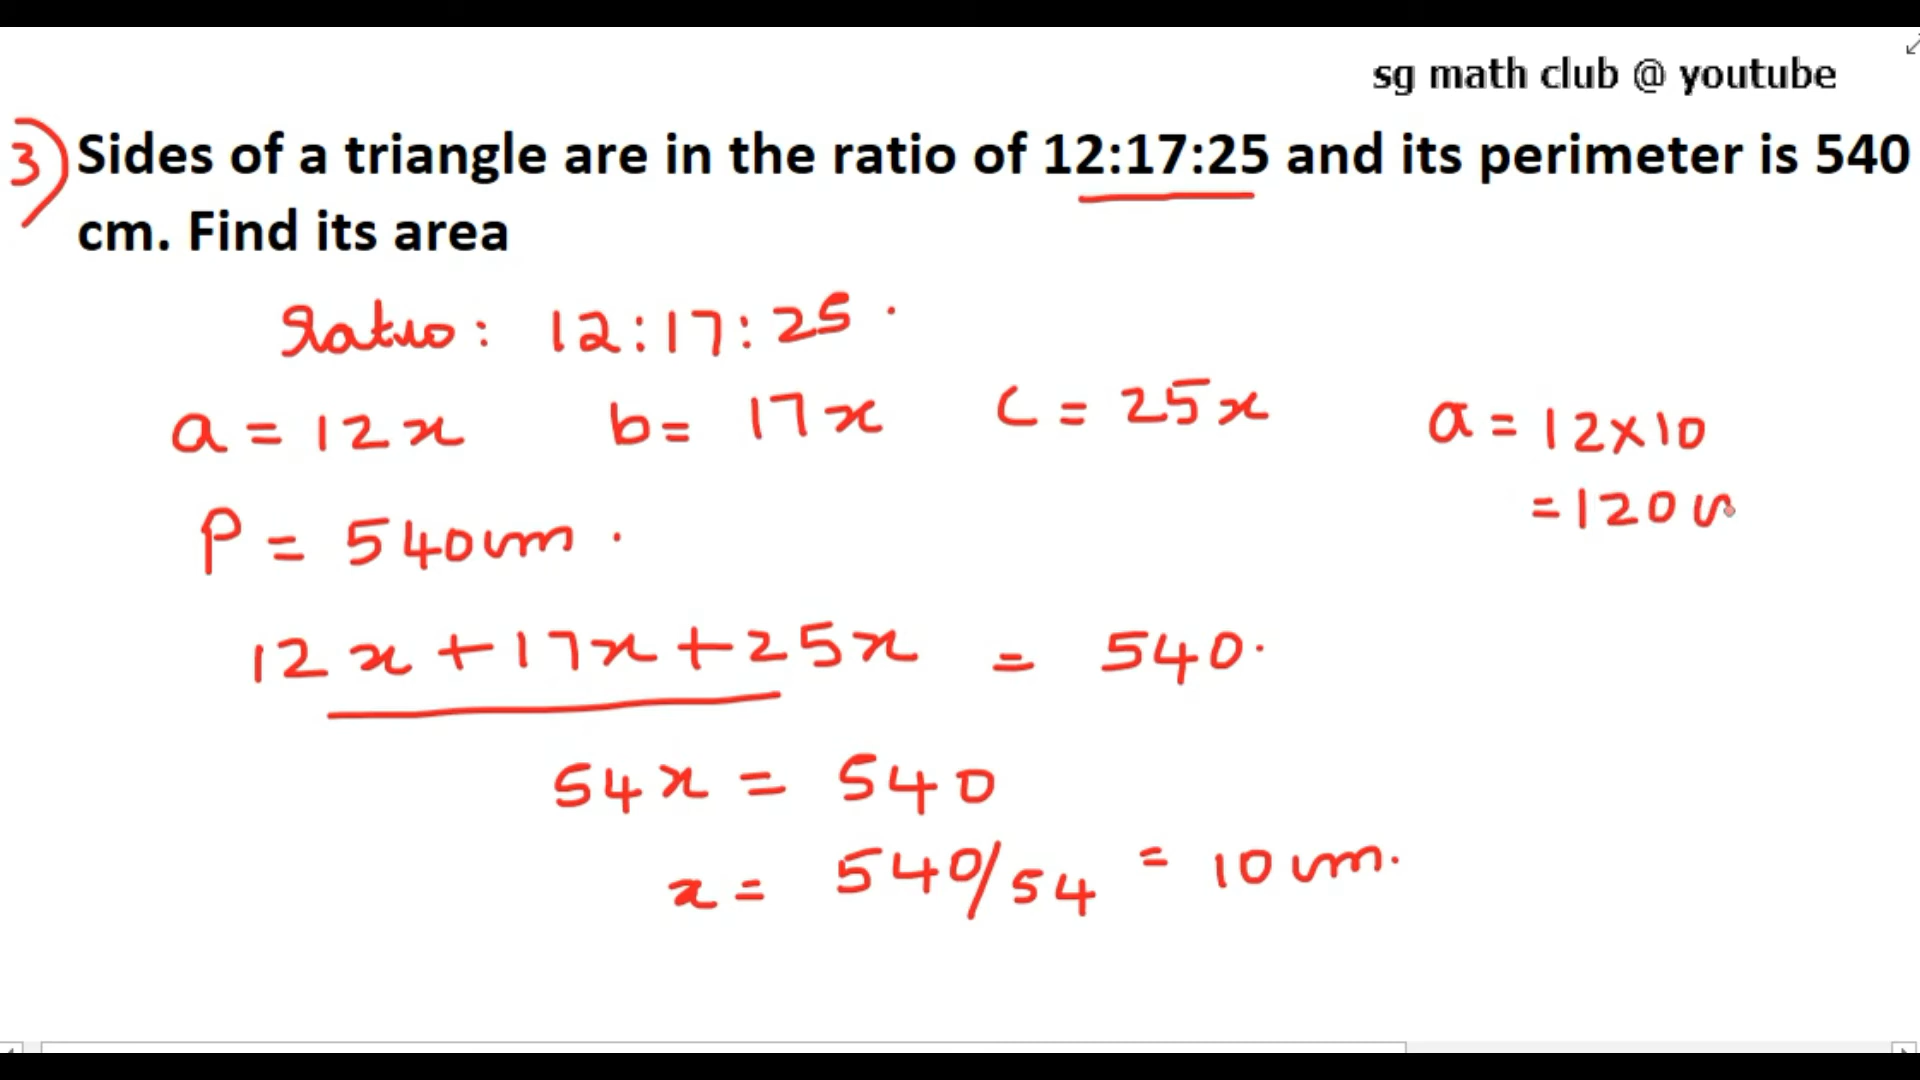 sg math club @ youtube
3) Sides of a triangle are in the ratio of 12:17:25 and its perimeter is 540
cm. Find its area
Ratio: 12:17:25.
a = 12x b = 17x c = 25x
a = 12×10
= 120 c
P = 540cm.
12x + 17x + 25x = 540.
54x = 540
x = 540/54 = 10 cm.